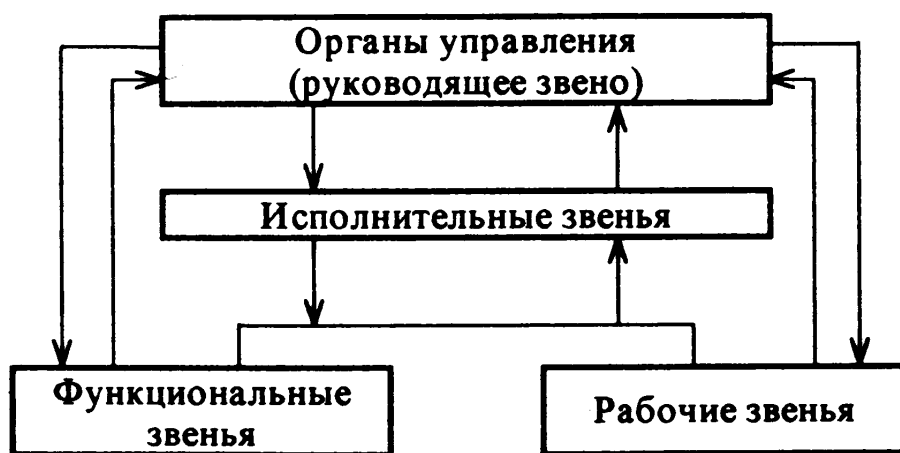 Органы управления
(руководящее звено)
Исполнительные звенья
Функциональные
звенья
Рабочие звенья